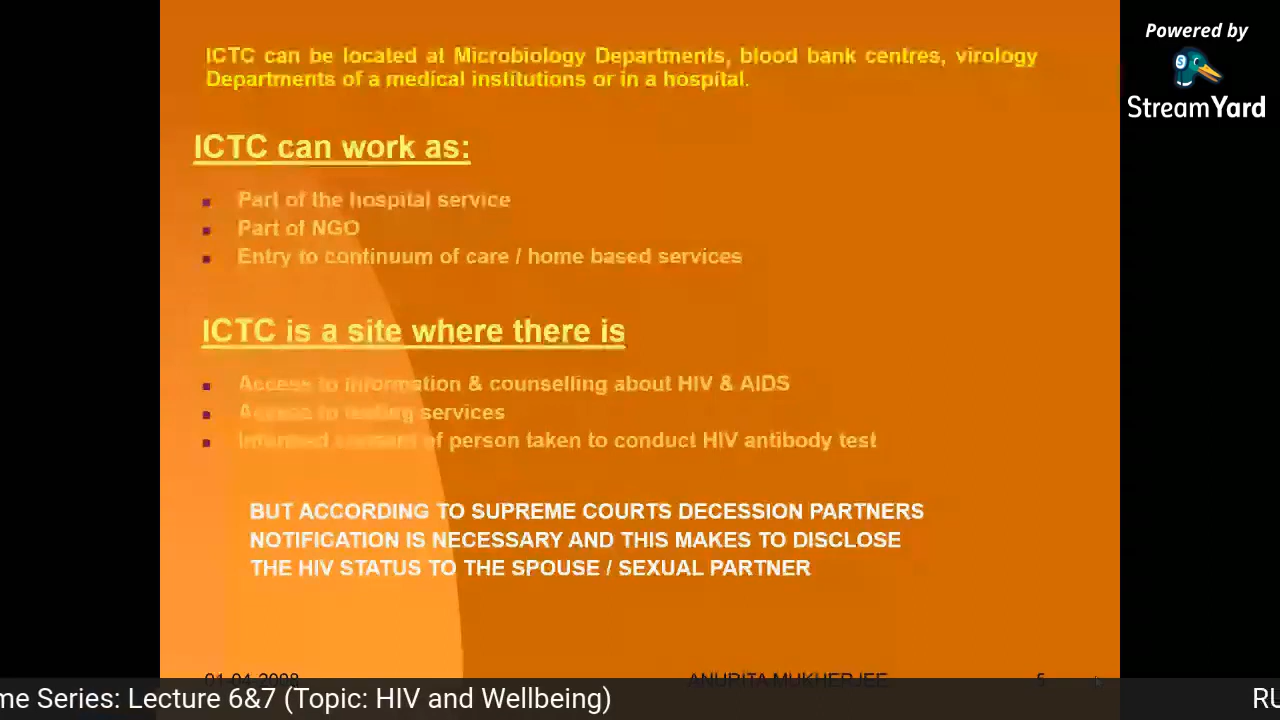 Powered by
StreamYard
ICTC can be located at Microbiology Departments, blood bank centres, virology
Departments of a medical institutions or in a hospital.
ICTC can work as:
Part of the hospital service
Part of NGO
Entry to continuum of care / home based services
ICTC is a site where there is
Access to information & counselling about HIV & AIDS
Access to testing services
Informed consent of person taken to conduct HIV antibody test
BUT ACCORDING TO SUPREME COURTS DECESSION PARTNERS
NOTIFICATION IS NECESSARY AND THIS MAKES TO DISCLOSE
THE HIV STATUS TO THE SPOUSE / SEXUAL PARTNER
01-04-2008 ANURITA MUKHERJEE 5
me Series: Lecture 6&7 (Topic: HIV and Wellbeing) RU